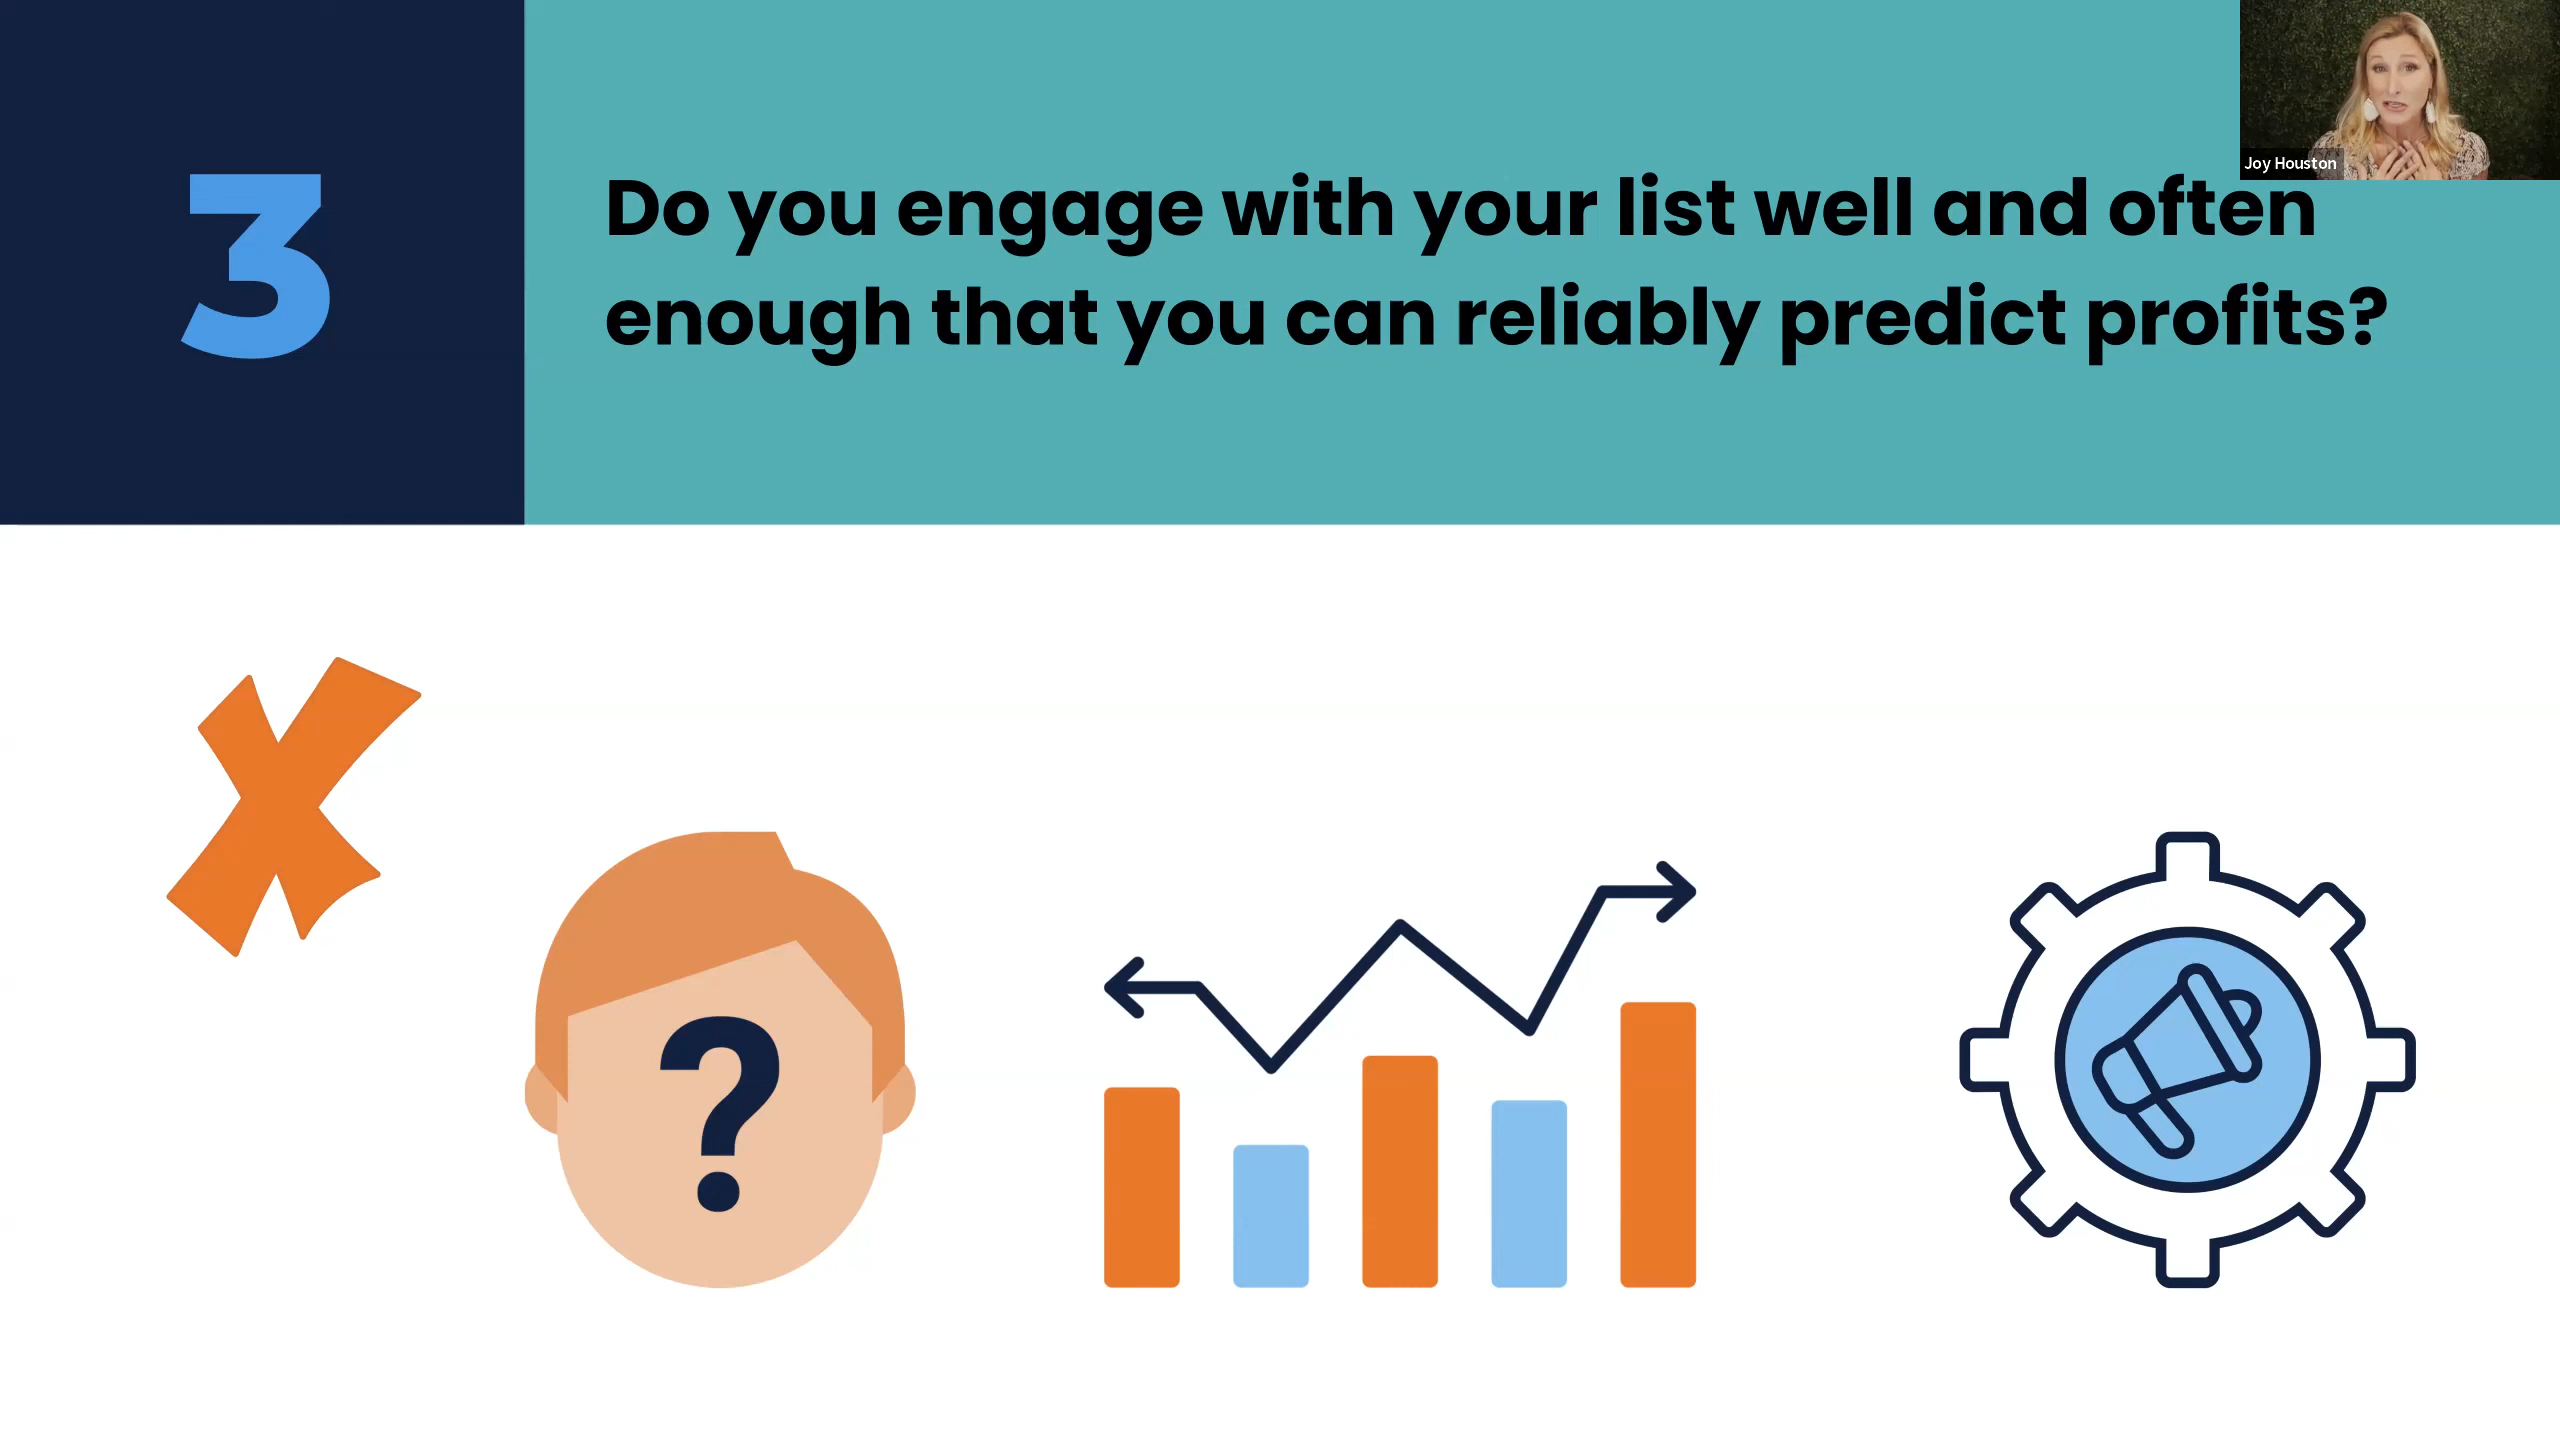 3
Do you engage with your list well and often
enough that you can reliably predict profits?
Joy Houston
?